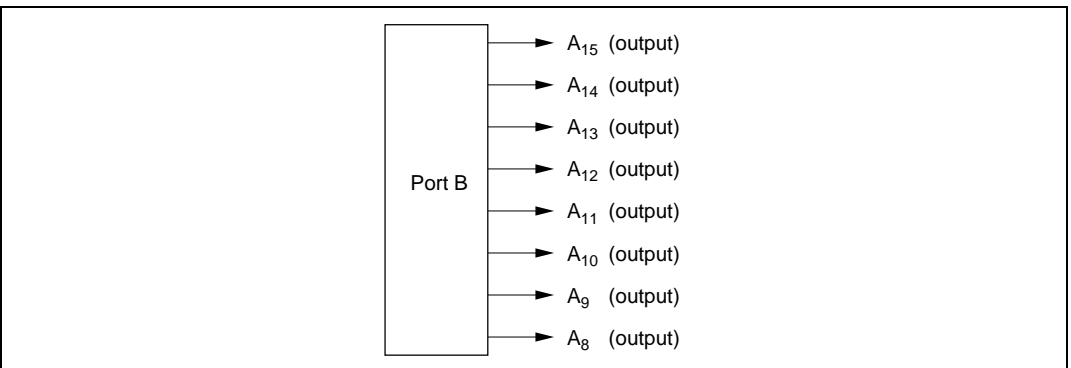 A15 (output)
A14 (output)
A13 (output)
A12 (output)
Port B
A11 (output)
A10 (output)
A9 (output)
A8 (output)